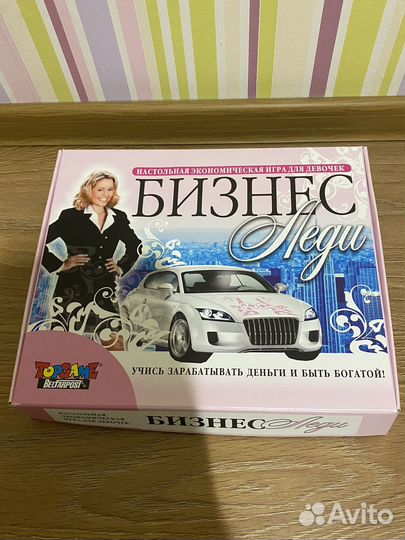 НАСТОЛЬНАЯ ЭКОНОМИЧЕСКАЯ ИГРА ДЛЯ ДЕВОЧЕК
БИЗНЕС
Леди
TOPGAME
BELFARPOST
УЧИСЬ ЗАРАБАТЫВАТЬ ДЕНЬГИ И БЫТЬ БОГАТОЙ!
НАСТОЛЬНАЯ
ЭКОНОМИЧЕСКАЯ
ИГРА ДЛЯ ДЕВОЧЕК
БИЗНЕС Леди
Avito